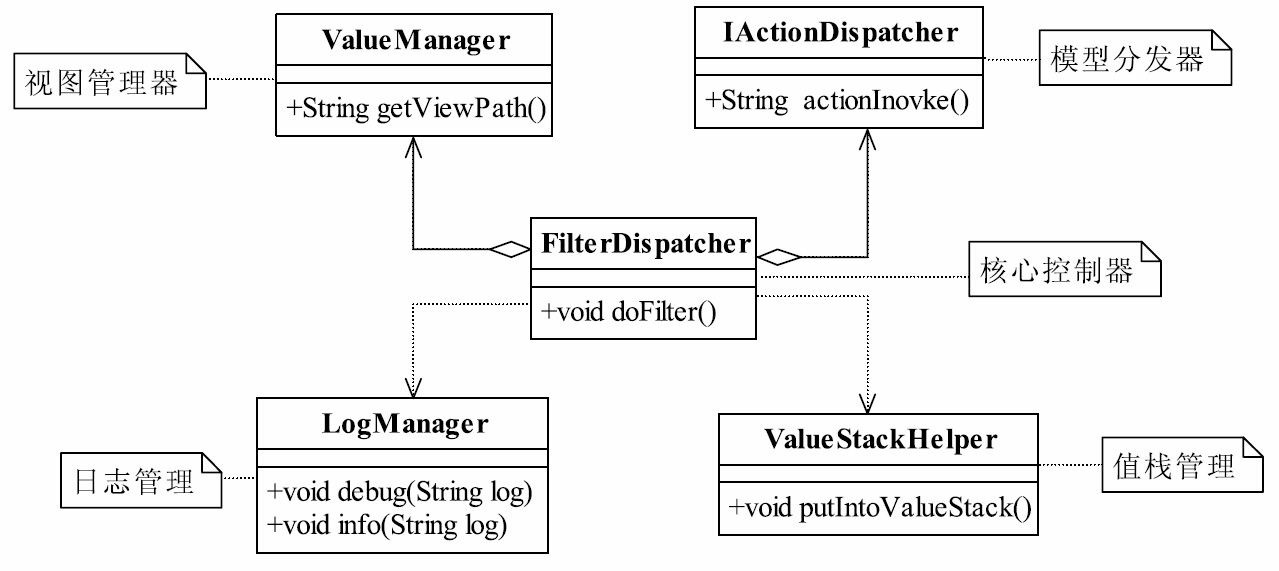 ValueManager
+String getViewPath()
视图管理器
IActionDispatcher
+String actionInovke()
模型分发器
FilterDispatcher
+void doFilter()
核心控制器
LogManager
+void debug(String log)
+void info(String log)
日志管理
ValueStackHelper
+void putIntoValueStack()
值栈管理